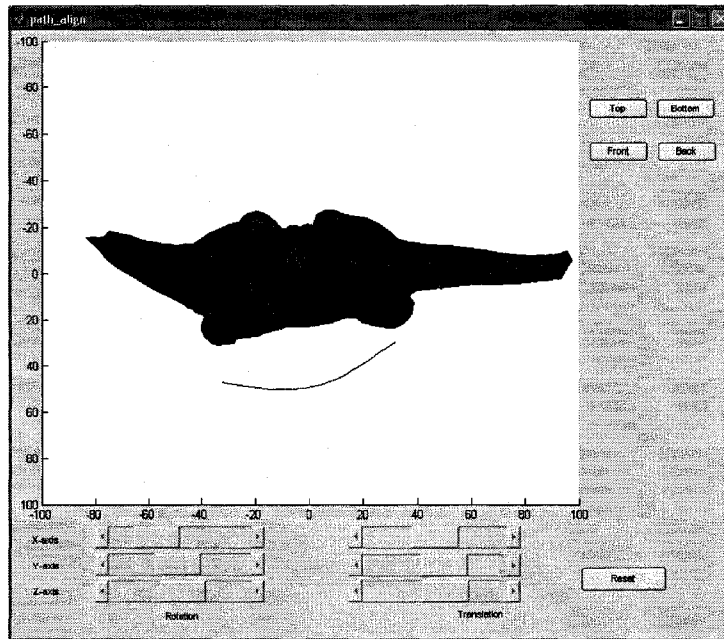 path_align
-100
-80
-60
-40
-20
0
20
40
60
80
100
-100 -80 -60 -40 -20 0 20 40 60 80 100
Top Bottom
Front Back
X-axis
Y-axis
Z-axis
Reset
Rotation Translation